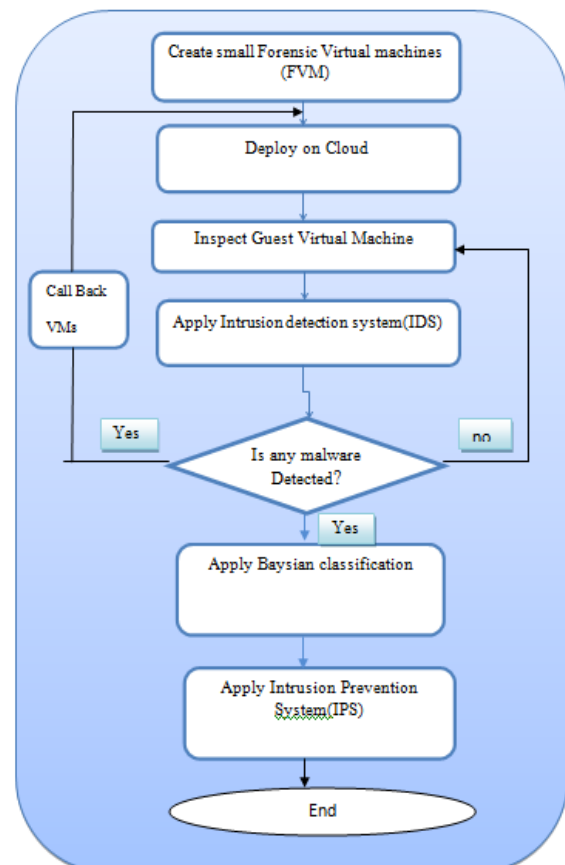 Create small Forensic Virtual machines
(FVM)
Deploy on Cloud
Inspect Guest Virtual Machine
Call Back
VMs
Apply Intrusion detection system(IDS)
Yes
no
Is any malware
Detected?
Yes
Apply Baysian classification
Apply Intrusion Prevention
System(IPS)
End